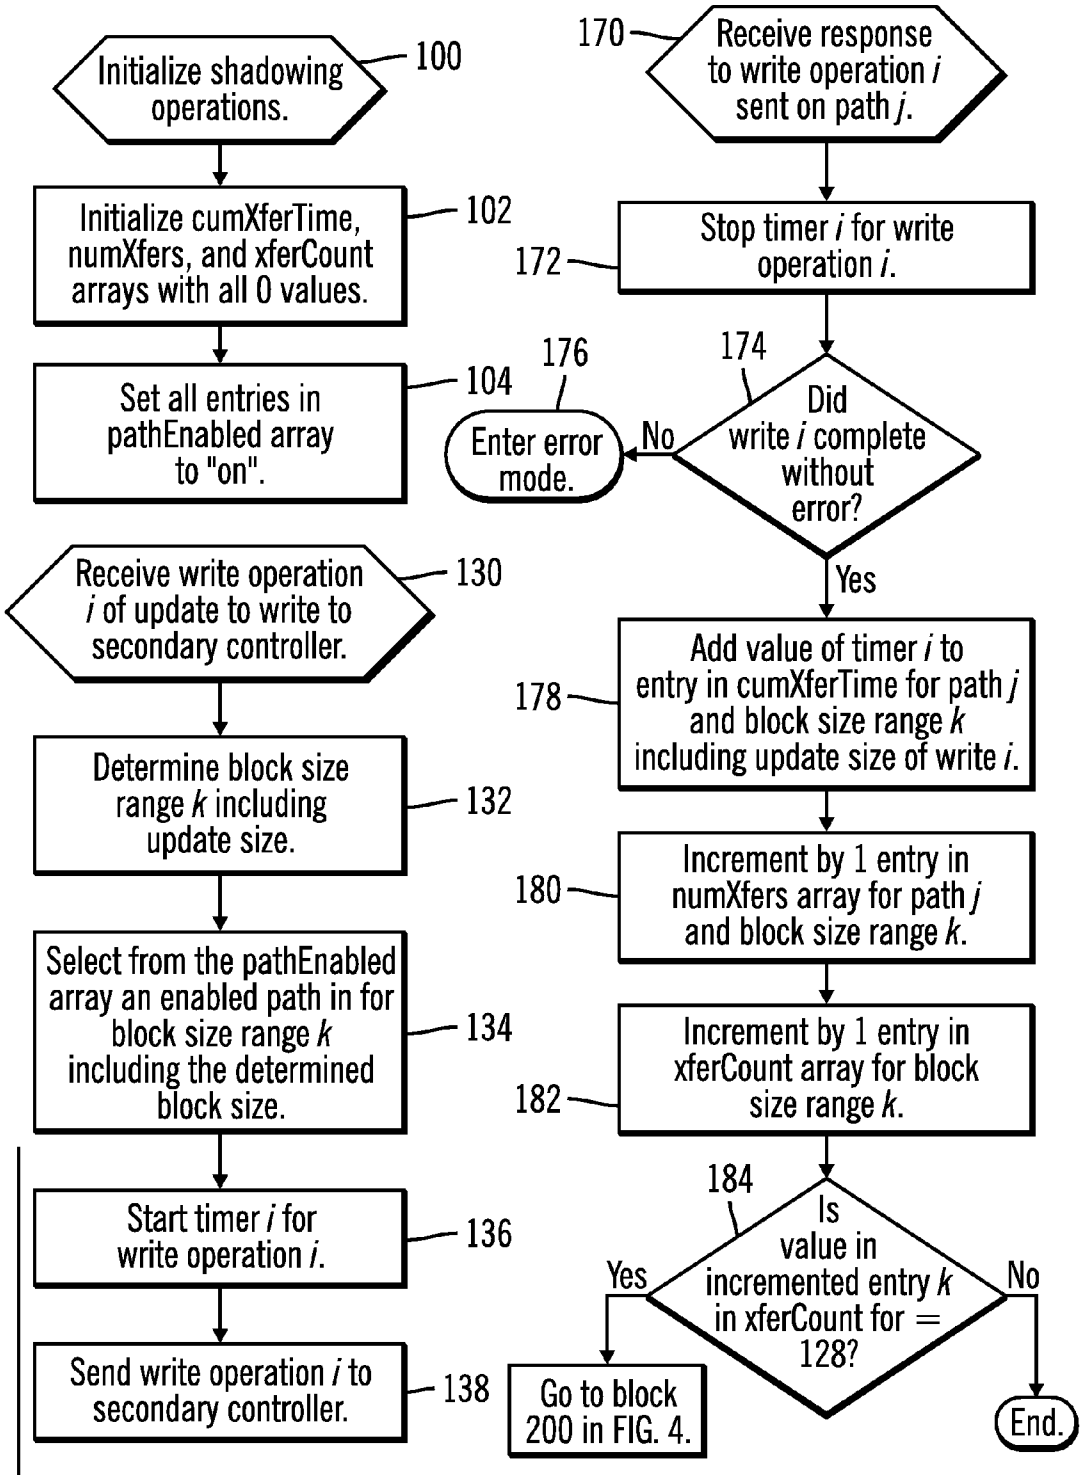 100
Initialize shadowing
operations.
102
Initialize cumXferTime,
numXfers, and xferCount
arrays with all 0 values.
104
Set all entries in
pathEnabled array
to "on".
130
Receive write operation
i of update to write to
secondary controller.
132
Determine block size
range k including
update size.
134
Select from the pathEnabled
array an enabled path in for
block size range k
including the determined
block size.
136
Start timer i for
write operation i.
138
Send write operation i to
secondary controller.
170
Receive response
to write operation i
sent on path j.
172
Stop timer i for write
operation i.
174
Did
write i complete
without
error?
No
176
Enter error
mode.
Yes
178
Add value of timer i to
entry in cumXferTime for path j
and block size range k
including update size of write i.
180
Increment by 1 entry in
numXfers array for path j
and block size range k.
182
Increment by 1 entry in
xferCount array for block
size range k.
184
Is
value in
incremented entry k
in xferCount for =
128?
Yes
No
Go to block
200 in FIG. 4.
End.